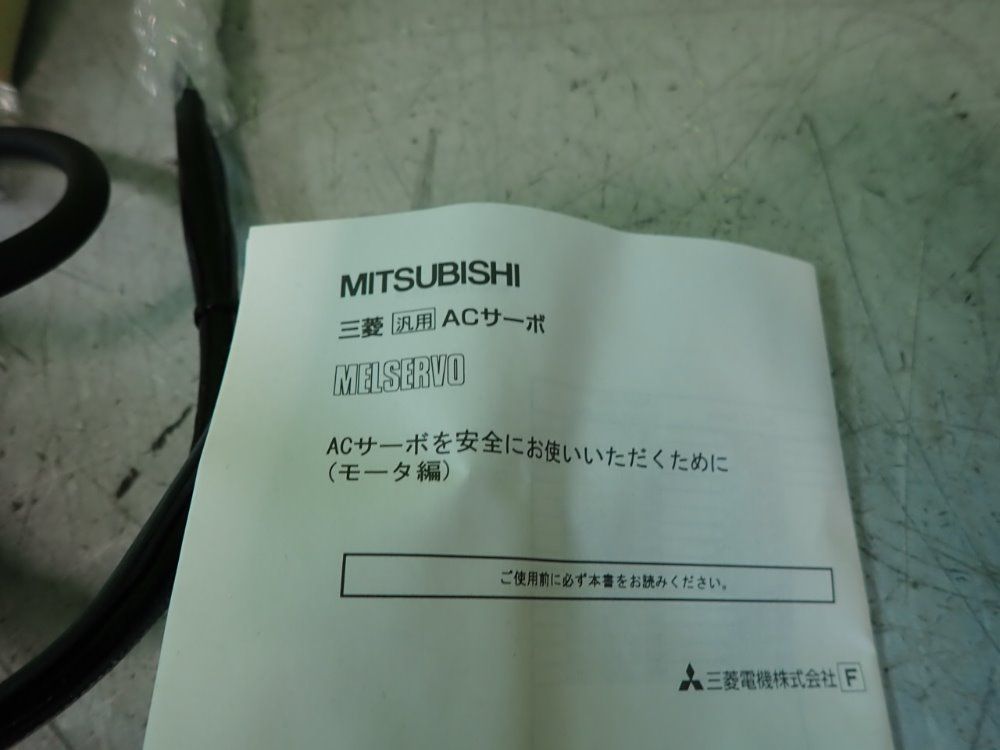 MITSUBISHI
三菱 汎用 ACサーボ
MELSERVO
ACサーボを安全にお使いいただくために
(モータ編)
ご使用前に必ず本書をお読みください。
三菱電機株式会社 F